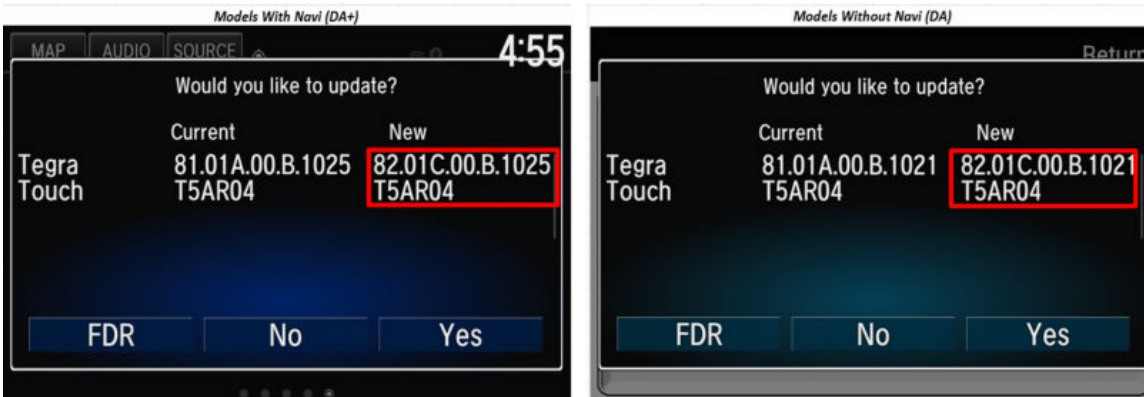 Models With Navi (DA+)
MAP AUDIO SOURCE 4:55
Would you like to update?
Current New
Tegra 81.01A.00.B.1025 82.01C.00.B.1025
Touch T5AR04 T5AR04
FDR No Yes
Models Without Navi (DA)
Return
Would you like to update?
Current New
Tegra 81.01A.00.B.1021 82.01C.00.B.1021
Touch T5AR04 T5AR04
FDR No Yes